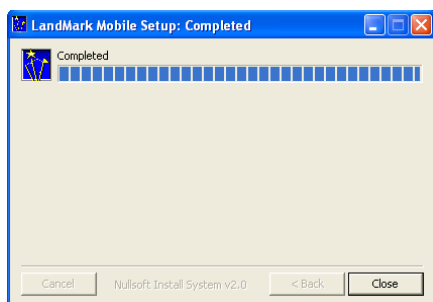 LandMark Mobile Setup: Completed
Completed
Cancel
Nullsoft Install System v2.0
< Back
Close